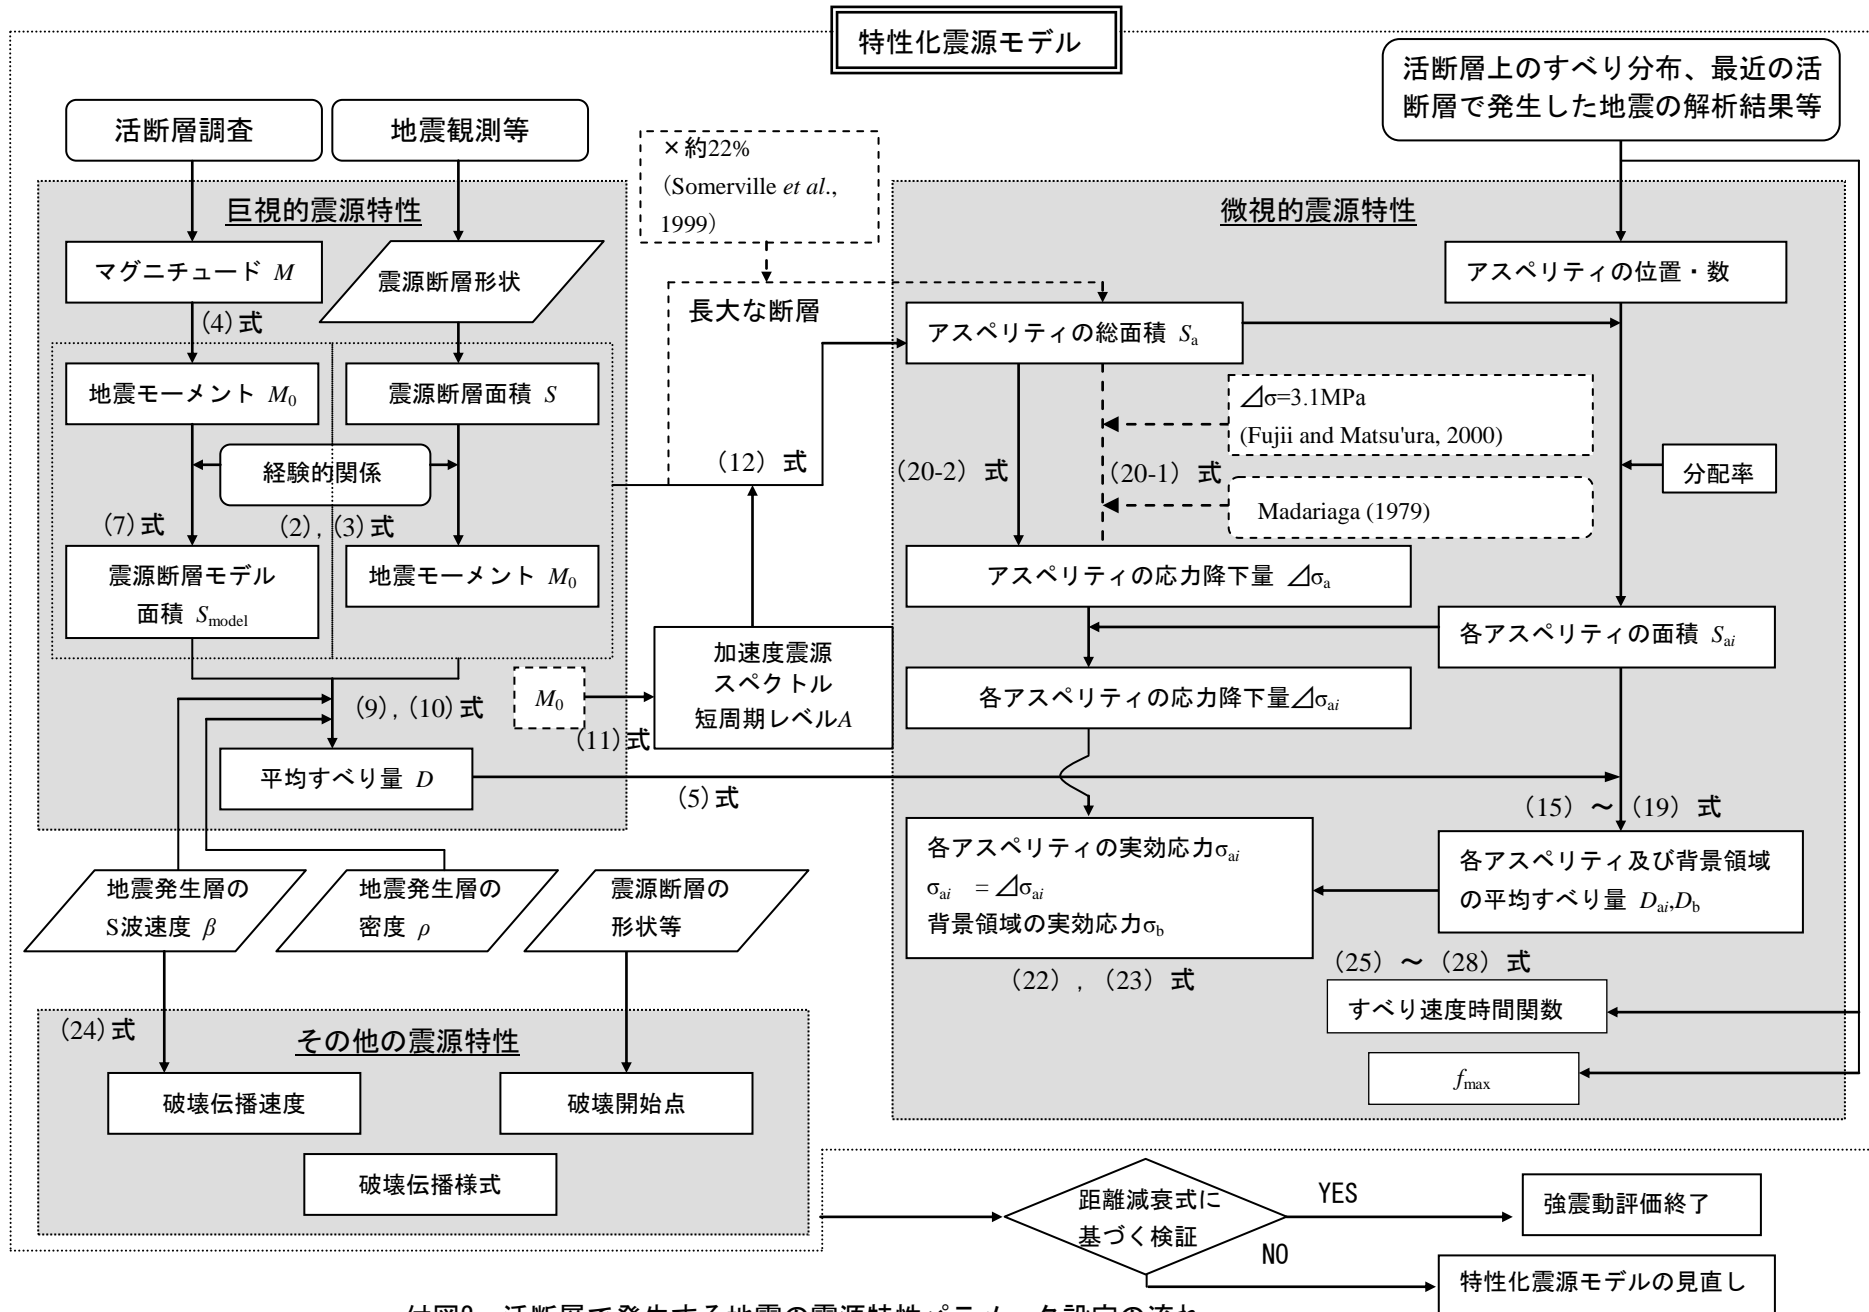 特性化震源モデル
活断層上のすべり分布、最近の活
断層で発生した地震の解析結果等
活断層調査
地震観測等
×約22%
（Somerville et al.,
1999）
巨視的震源特性
微視的震源特性
マグニチュード M
震源断層形状
アスペリティの位置・数
(4)式
長大な断層
アスペリティの総面積 Sa
地震モーメント M0
震源断層面積 S
⊿σ=3.1MPa
(Fujii and Matsu'ura, 2000)
経験的関係
（12）式
（20-2）式
（20-1）式
分配率
(7)式
(2), (3)式
Madariaga (1979)
震源断層モデル
面積 Smodel
地震モーメント M0
アスペリティの応力降下量 ⊿σa
各アスペリティの面積 Sai
加速度震源
スペクトル
短周期レベルA
M0
(9), (10)式
(11)式
各アスペリティの応力降下量⊿σai
平均すべり量 D
(5)式
（15）～（19）式
各アスペリティの実効応力σai
σai =⊿σai
背景領域の実効応力σb
各アスペリティ及び背景領域
の平均すべり量 Dai,Db
地震発生層の
S波速度 β
地震発生層の
密度 ρ
震源断層の
形状等
（22）,（23）式
（25）～（28）式
すべり速度時間関数
(24)式
その他の震源特性
fmax
破壊伝播速度
破壊開始点
破壊伝播様式
距離減衰式に
基づく検証
YES
強震動評価終了
NO
特性化震源モデルの見直し